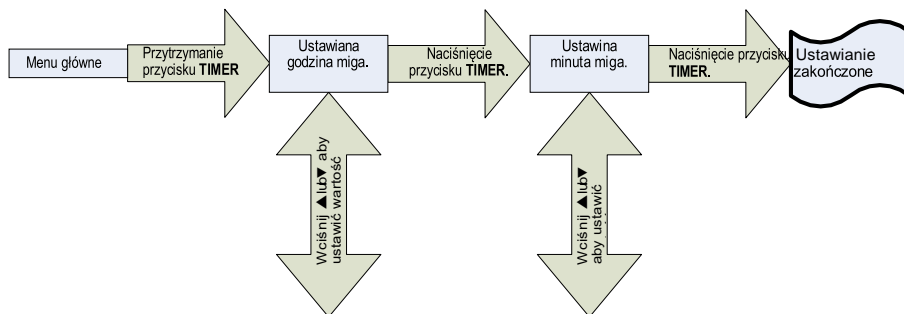 Menu główne
Przytrzymanie
przycisku TIMER
Ustawiana
godzina miga.
Naciśnięcie
przycisku TIMER.
Ustawina
minuta miga.
Naciśnięcie przycisku
TIMER.
Ustawianie
zakończone
Wciśnij ▲lub▼ aby
ustawić wartość
Wciśnij ▲lub▼
aby ustawić